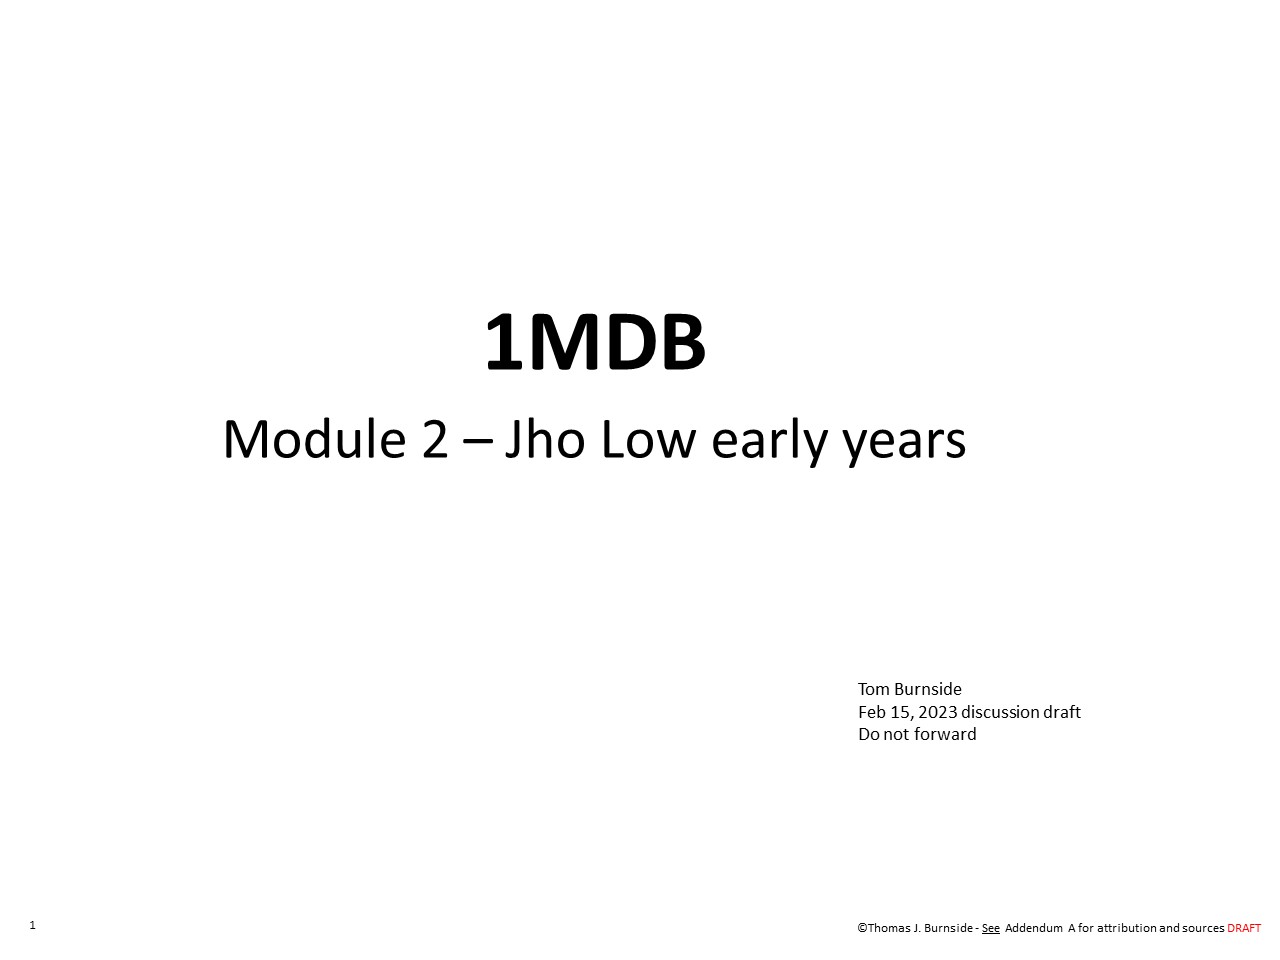 1MDB
Module 2 – Jho Low early years
Tom Burnside
Feb 15, 2023 discussion draft
Do not forward
1
©Thomas J. Burnside - See Addendum A for attribution and sources DRAFT